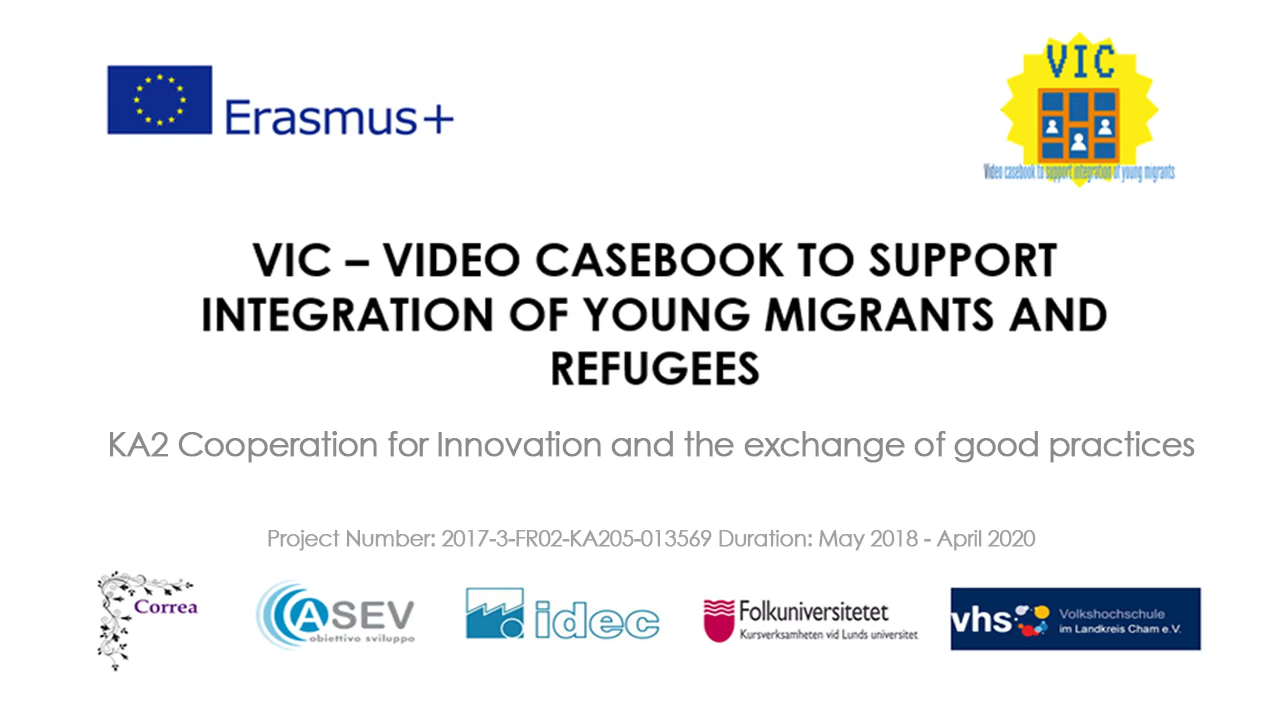 Erasmus+
VIC
Video casebook to support integration of young migrants
VIC – VIDEO CASEBOOK TO SUPPORT
INTEGRATION OF YOUNG MIGRANTS AND
REFUGEES
KA2 Cooperation for Innovation and the exchange of good practices
Project Number: 2017-3-FR02-KA205-013569 Duration: May 2018 - April 2020
Correa
ASEV
obiettivo sviluppo
idec
Folkuniversitetet
Kursverksamheten vid Lunds universitet
vhs
Volkshochschule
im Landkreis Cham e.V.